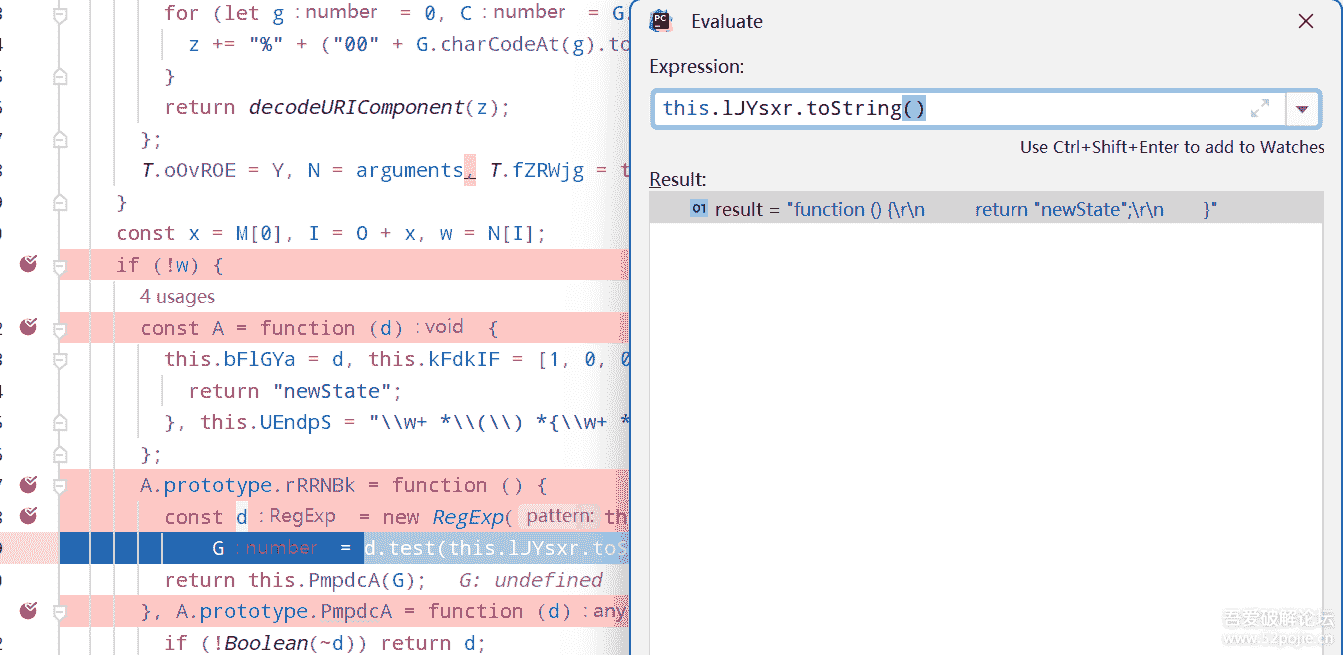 for (let g : number = 0, C : number = G.
z += "%" + ("00" + G.charCodeAt(g).to
}
return decodeURIComponent(z);
};
T.oOvROE = Y, N = arguments, T.fZRWjg = t
}
const x = M[0], I = O + x, w = N[I];
if (!w) {
4 usages
const A = function (d) : void {
this.bFlGYa = d, this.kFdkIF = [1, 0, 0
return "newState";
}, this.UEndpS = "\\w+ *\\(\\) *{\\w+ *
};
A.prototype.rRRNBk = function () {
const d : RegExp = new RegExp( pattern: th
G : number = d.test(this.lJYsxr.toS
return this.PmpdcA(G); G: undefined
}, A.prototype.PmpdcA = function (d) : any
if (!Boolean(~d)) return d;
PC
Evaluate
Expression:
this.lJYsxr.toString()
Use Ctrl+Shift+Enter to add to Watches
Result:
01 result = "function () {\r\n return "newState";\r\n }"
吾爱破解论坛
www.52pojie.cn